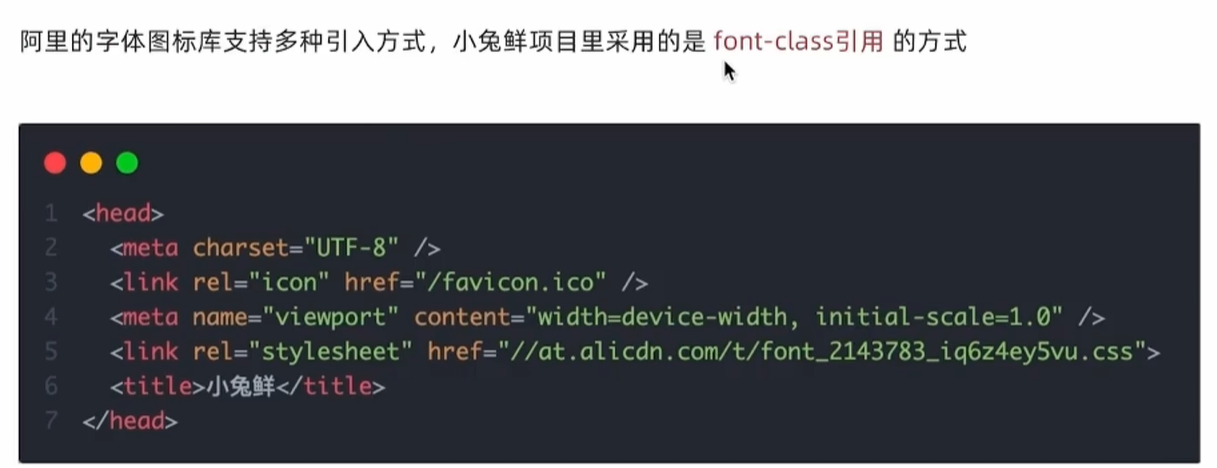 阿里的字体图标库支持多种引入方式，小兔鲜项目里采用的是 font-class引用 的方式
1 <head>
2   <meta charset="UTF-8" />
3   <link rel="icon" href="/favicon.ico" />
4   <meta name="viewport" content="width=device-width, initial-scale=1.0" />
5   <link rel="stylesheet" href="//at.alicdn.com/t/font_2143783_iq6z4ey5vu.css">
6   <title>小兔鲜</title>
7 </head>